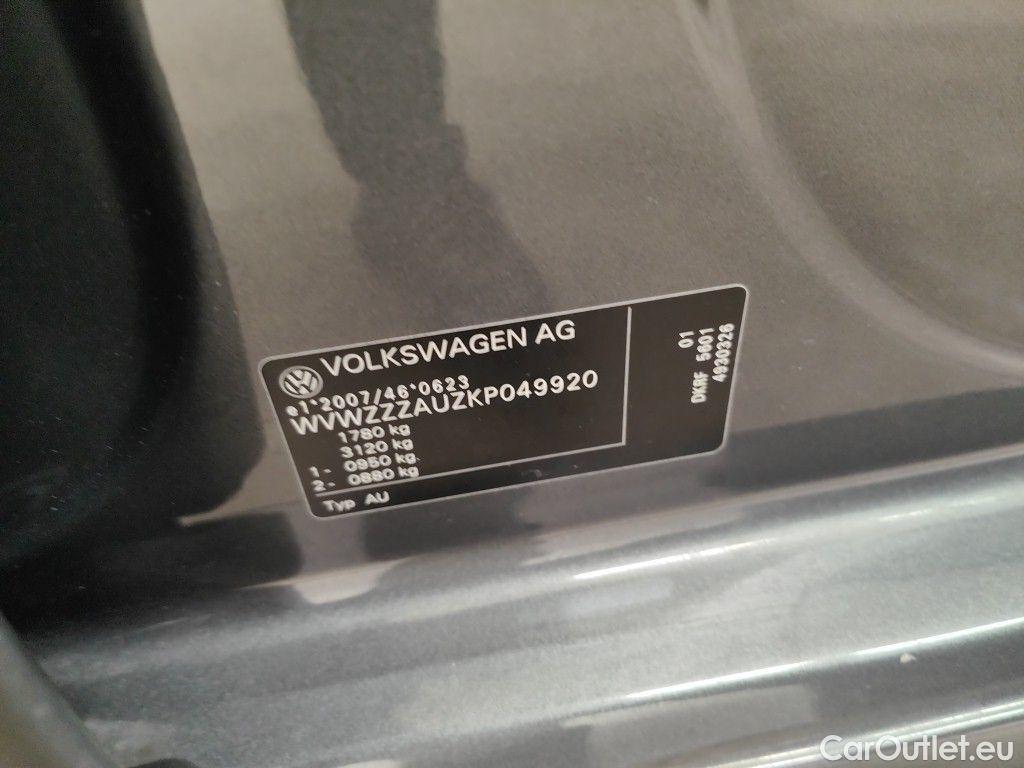 VOLKSWAGEN AG
e1*2007/46*0623
WVWZZZAUZKP049920
1780 kg
3120 kg
1- 0950 kg
2- 0880 kg
Typ AU
01
DKRF 5601
4930326
CarOutlet.eu